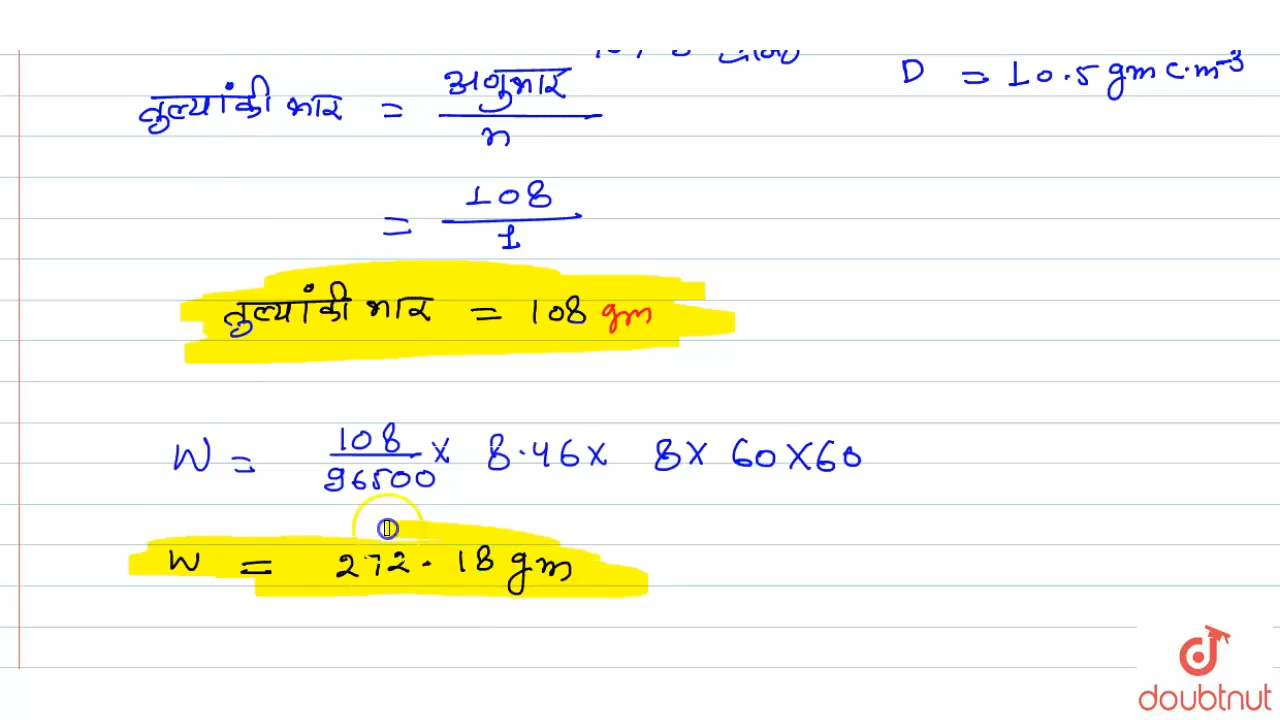 D = 10.5 gm c.m⁻³
तुल्यांकी भार = अणुभार / n
= 108 / 1
तुल्यांकी भार = 108 gm
W = 108 / 96500 × 8.46 × 8 × 60 × 60
W = 272.18 gm
doubtnut